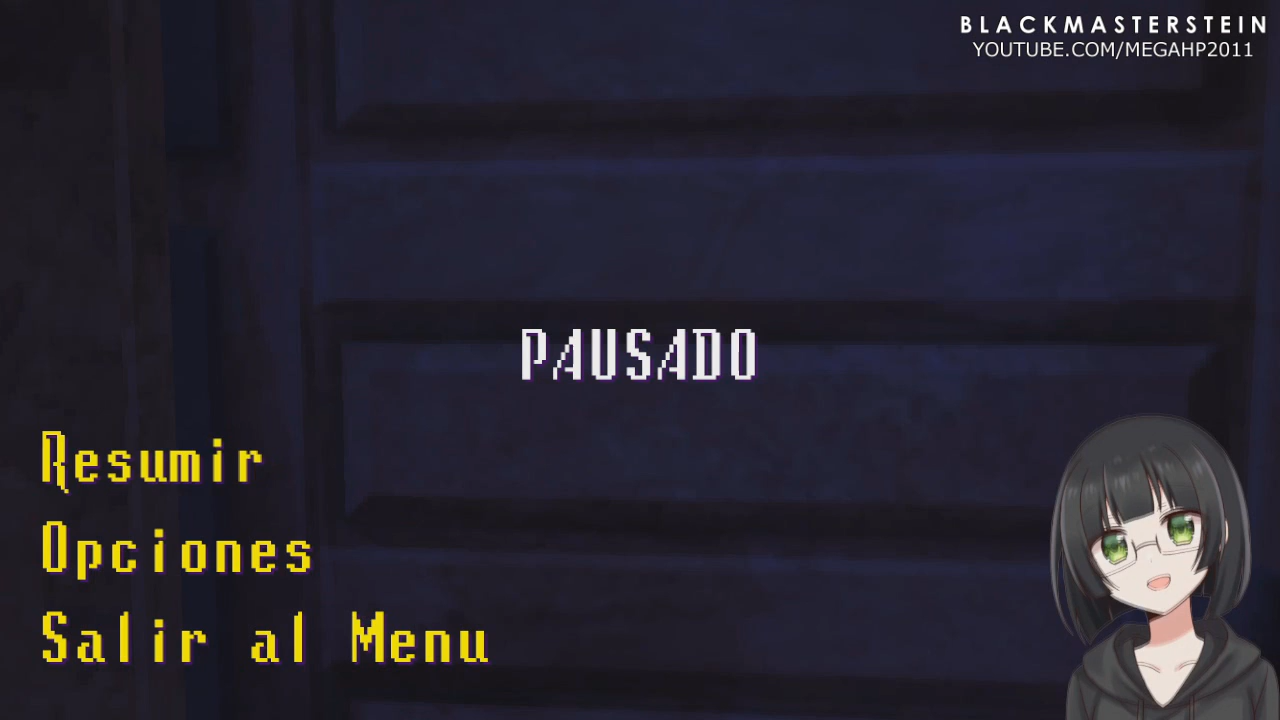 BLACKMASTERSTEIN
YOUTUBE.COM/MEGAHP2011
PAUSADO
Resumir
Opciones
Salir al Menu